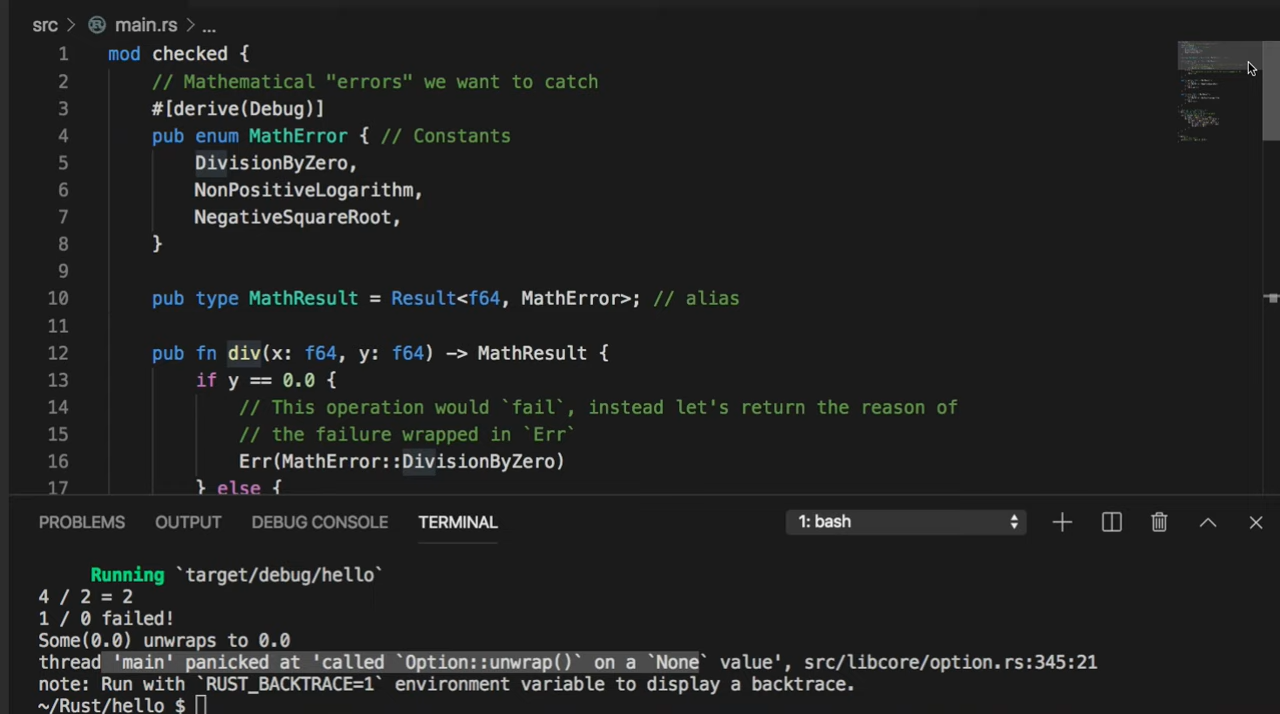 src > main.rs > ...
1 mod checked {
2 // Mathematical "errors" we want to catch
3 #[derive(Debug)]
4 pub enum MathError { // Constants
5 DivisionByZero,
6 NonPositiveLogarithm,
7 NegativeSquareRoot,
8 }
9
10 pub type MathResult = Result<f64, MathError>; // alias
11
12 pub fn div(x: f64, y: f64) -> MathResult {
13 if y == 0.0 {
14 // This operation would `fail`, instead let's return the reason of
15 // the failure wrapped in `Err`
16 Err(MathError::DivisionByZero)
17 } else {
PROBLEMS OUTPUT DEBUG CONSOLE TERMINAL 1: bash
Running `target/debug/hello`
4 / 2 = 2
1 / 0 failed!
Some(0.0) unwraps to 0.0
thread 'main' panicked at 'called `Option::unwrap()` on a `None` value', src/libcore/option.rs:345:21
note: Run with `RUST_BACKTRACE=1` environment variable to display a backtrace.
~/Rust/hello $